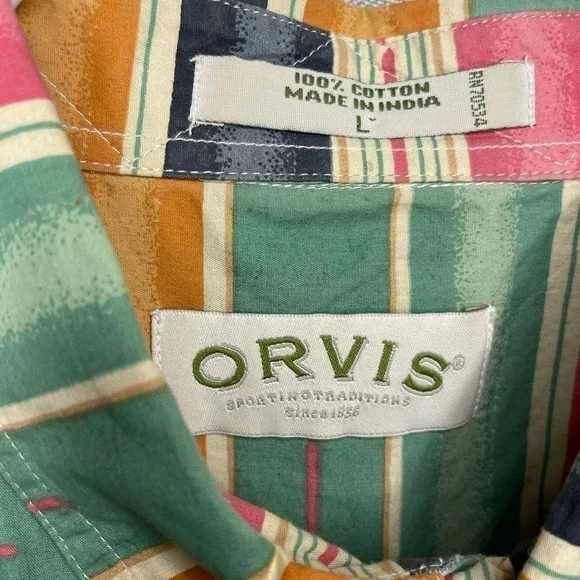 100% COTTON
MADE IN INDIA
L
RN70534
ORVIS®
SPORTING TRADITIONS
Since 1856